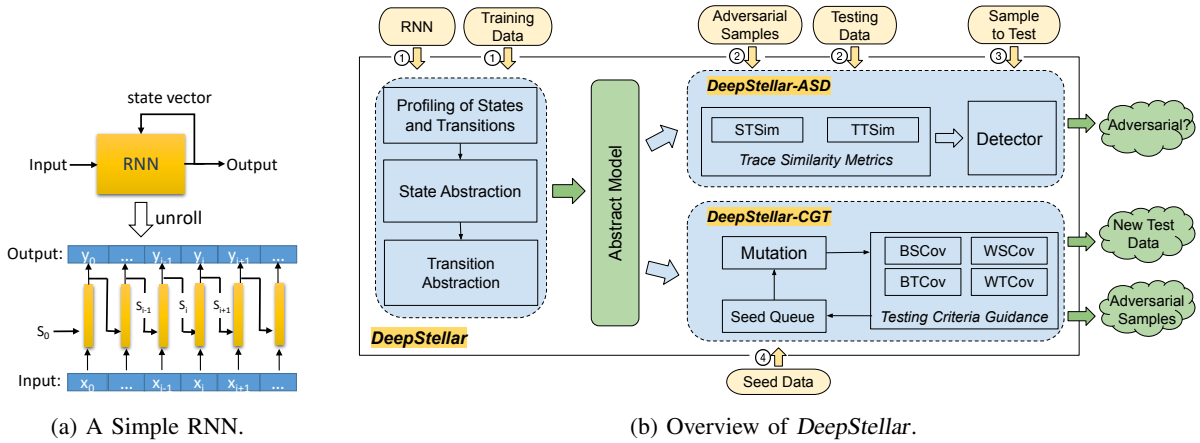 state vector
Input
RNN
Output
unroll
Output:
y0
...
yi-1
yi
yi+1
...
Si-1
Si
Si+1
S0
Input:
x0
...
xi-1
xi
xi+1
...
(a) A Simple RNN.
RNN
Training
Data
Adversarial
Samples
Testing
Data
Sample
to Test
1
1
2
2
3
Profiling of States
and Transitions
State Abstraction
Transition
Abstraction
DeepStellar
Abstract Model
DeepStellar-ASD
STSim
TTSim
Trace Similarity Metrics
Detector
Adversarial?
DeepStellar-CGT
Mutation
Seed Queue
BSCov
WSCov
BTCov
WTCov
Testing Criteria Guidance
New Test
Data
Adversarial
Samples
4
Seed Data
(b) Overview of DeepStellar.